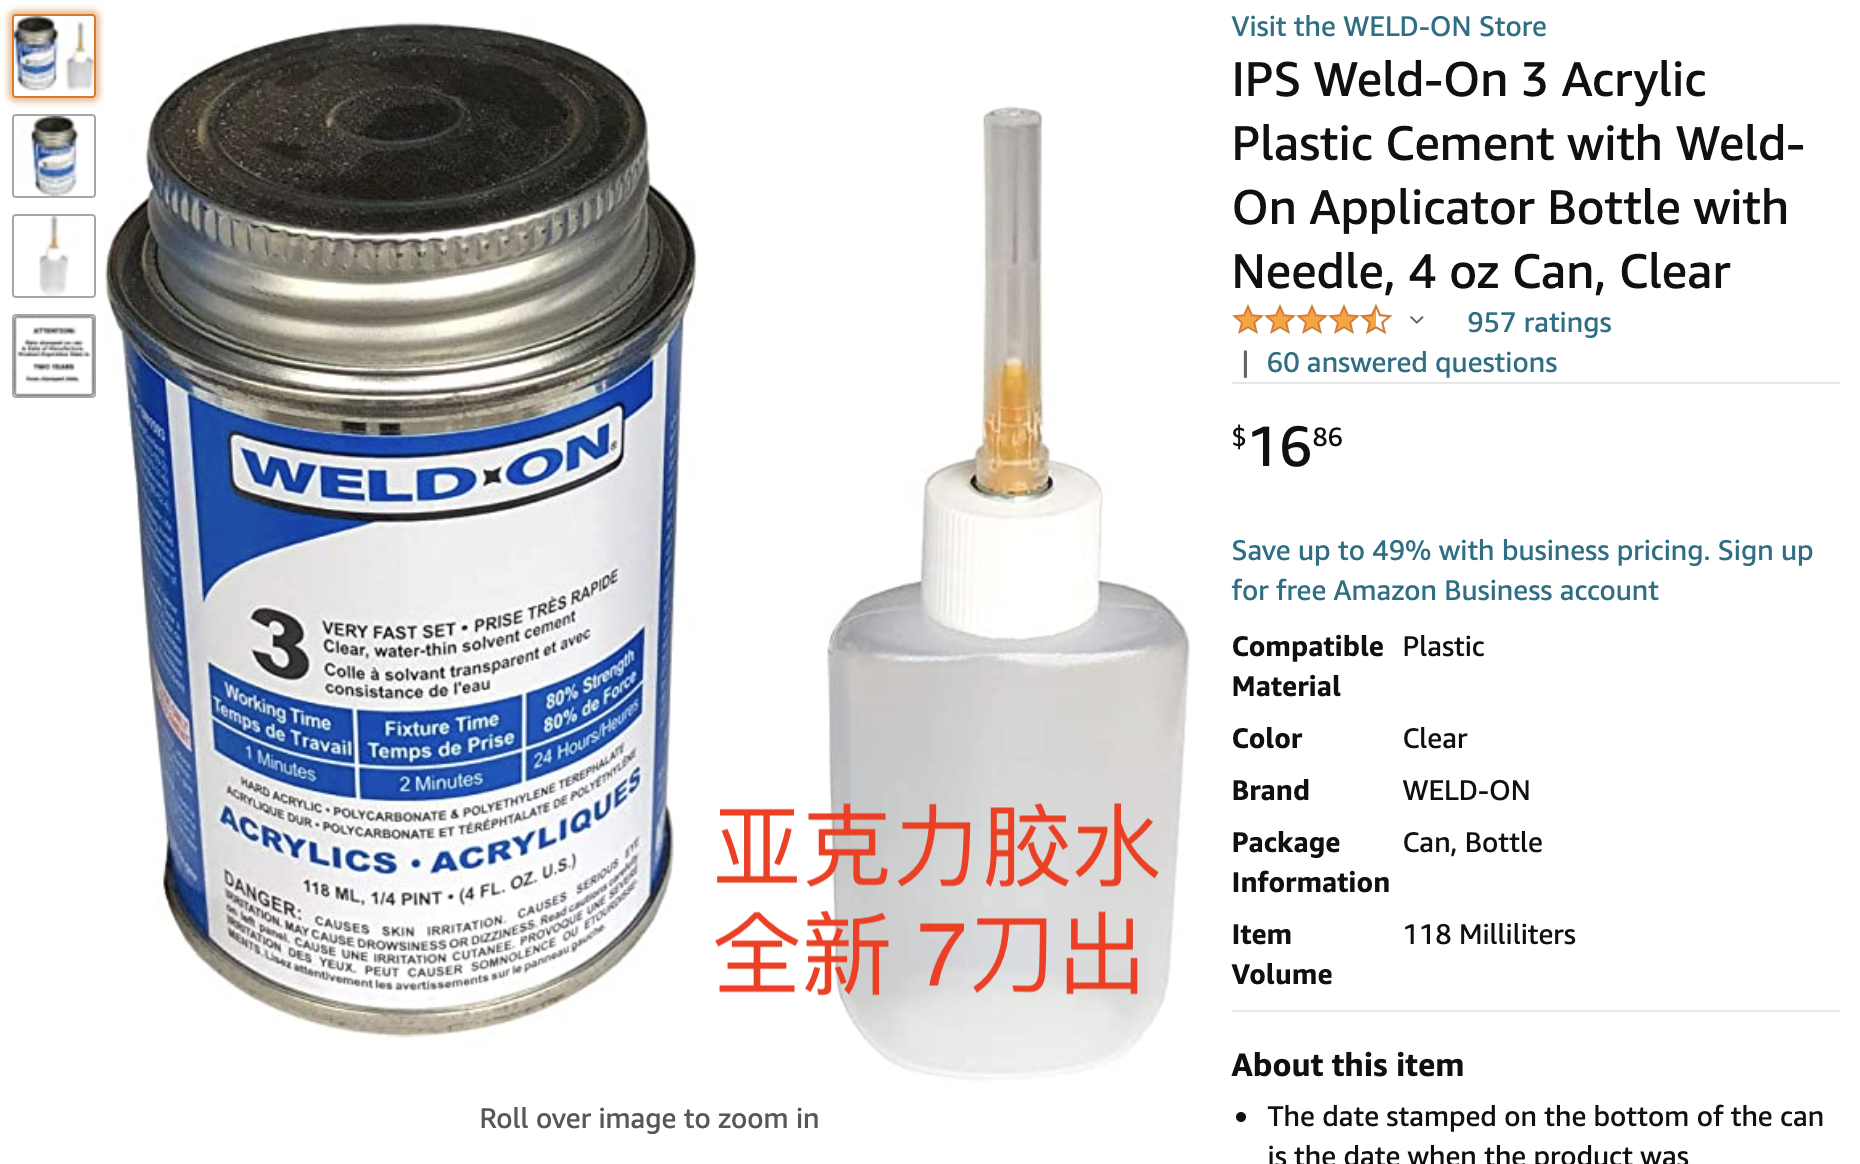 Visit the WELD-ON Store
IPS Weld-On 3 Acrylic
Plastic Cement with Weld-
On Applicator Bottle with
Needle, 4 oz Can, Clear
957 ratings
| 60 answered questions
$16 86
Save up to 49% with business pricing. Sign up
for free Amazon Business account
Compatible Material Plastic
Color Clear
Brand WELD-ON
Package Information Can, Bottle
Item Volume 118 Milliliters
About this item
• The date stamped on the bottom of the can
is the date when the product was
ATTENTION:
TWO YEARS
WELD-ON®
3
VERY FAST SET • PRISE TRÈS RAPIDE
Clear, water-thin solvent cement
Colle à solvant transparent et avec
consistance de l'eau
Working Time
Temps de Travail
1 Minutes
Fixture Time
Temps de Prise
2 Minutes
80% Strength
80% de Force
24 Hours/Heures
HARD ACRYLIC • POLYCARBONATE & POLYETHYLENE TEREPHALATE
ACRYLIQUE DUR • POLYCARBONATE ET TÉRÉPHTALATE DE POLYÉTHYLÈNE
ACRYLICS • ACRYLIQUES
118 ML, 1/4 PINT • (4 FL. OZ. U.S.)
DANGER: CAUSES SKIN IRRITATION. CAUSES SERIOUS EYE
IRRITATION. MAY CAUSE DROWSINESS OR DIZZINESS. Read cautions carefully
on left panel. CAUSE UNE IRRITATION CUTANEE. PROVOQUE UNE SEVERE
IRRITATION DES YEUX. PEUT CAUSER SOMNOLENCE OU ETOURDISSE-
MENTS. Lisez attentivement les avertissements sur le panneau gauche.
亚克力胶水
全新 7刀出
Roll over image to zoom in